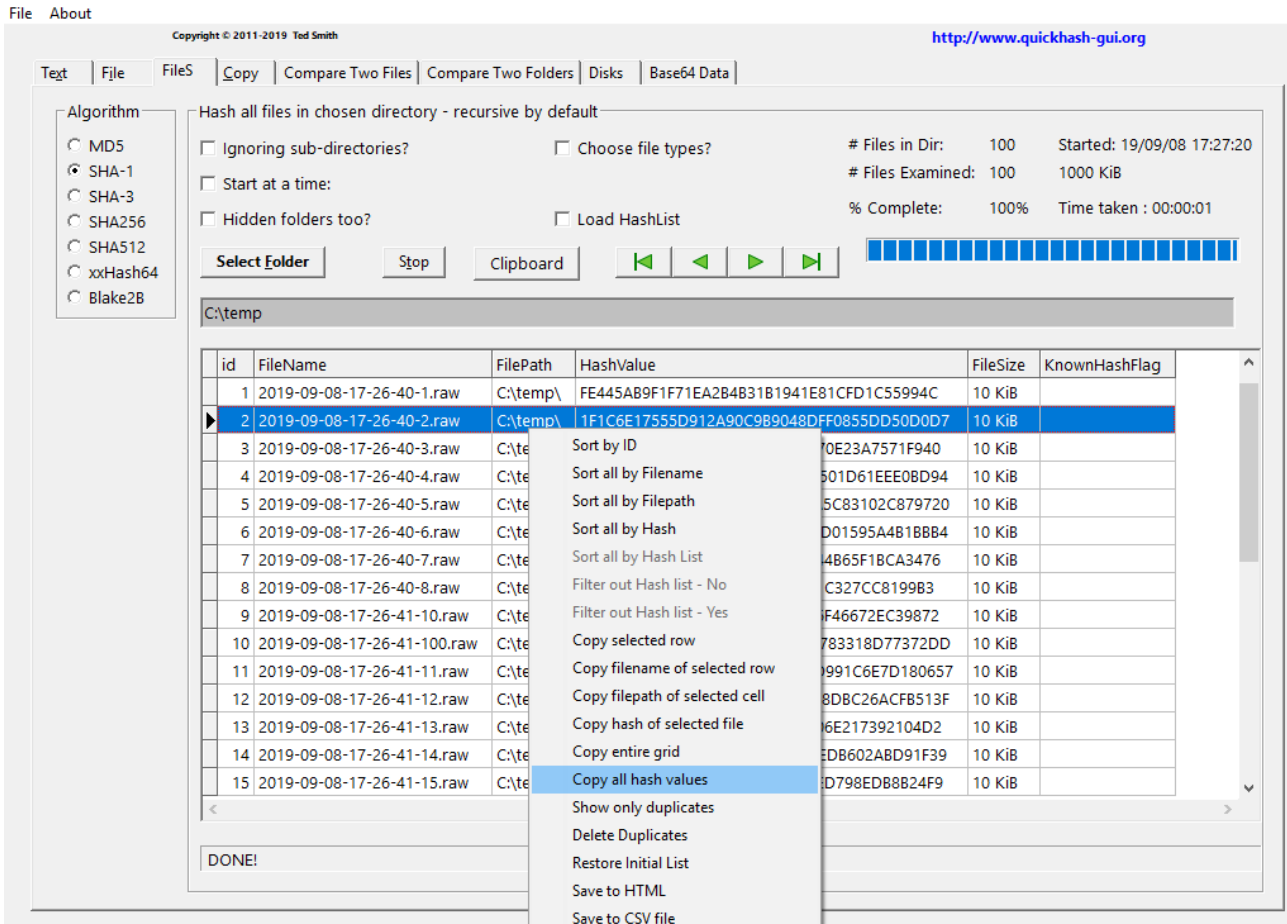 File About
Copyright © 2011-2019 Ted Smith
http://www.quickhash-gui.org
Text File FileS Copy Compare Two Files Compare Two Folders Disks Base64 Data
Algorithm
MD5
SHA-1
SHA-3
SHA256
SHA512
xxHash64
Blake2B
Hash all files in chosen directory - recursive by default
Ignoring sub-directories? Choose file types?
Start at a time:
Hidden folders too? Load HashList
# Files in Dir: 100 Started: 19/09/08 17:27:20
# Files Examined: 100 1000 KiB
% Complete: 100% Time taken : 00:00:01
Select Folder Stop Clipboard
C:\temp
id FileName FilePath HashValue FileSize KnownHashFlag
1 2019-09-08-17-26-40-1.raw C:\temp\ FE445AB9F1F71EA2B4B31B1941E81CFD1C55994C 10 KiB
2 2019-09-08-17-26-40-2.raw C:\temp\ 1F1C6E17555D912A90C9B9048DFF0855DD50D0D7 10 KiB
3 2019-09-08-17-26-40-3.raw C:\te 70E23A7571F940 10 KiB
4 2019-09-08-17-26-40-4.raw C:\te 501D61EEE0BD94 10 KiB
5 2019-09-08-17-26-40-5.raw C:\te 5C83102C879720 10 KiB
6 2019-09-08-17-26-40-6.raw C:\te D01595A4B1BBB4 10 KiB
7 2019-09-08-17-26-40-7.raw C:\te 4B65F1BCA3476 10 KiB
8 2019-09-08-17-26-40-8.raw C:\te C327CC8199B3 10 KiB
9 2019-09-08-17-26-41-10.raw C:\te F46672EC39872 10 KiB
10 2019-09-08-17-26-41-100.raw C:\te 783318D77372DD 10 KiB
11 2019-09-08-17-26-41-11.raw C:\te 991C6E7D180657 10 KiB
12 2019-09-08-17-26-41-12.raw C:\te 8DBC26ACFB513F 10 KiB
13 2019-09-08-17-26-41-13.raw C:\te 6E217392104D2 10 KiB
14 2019-09-08-17-26-41-14.raw C:\te EDB602ABD91F39 10 KiB
15 2019-09-08-17-26-41-15.raw C:\te D798EDB8B24F9 10 KiB
Sort by ID
Sort all by Filename
Sort all by Filepath
Sort all by Hash
Sort all by Hash List
Filter out Hash list - No
Filter out Hash list - Yes
Copy selected row
Copy filename of selected row
Copy filepath of selected cell
Copy hash of selected file
Copy entire grid
Copy all hash values
Show only duplicates
Delete Duplicates
Restore Initial List
Save to HTML
Save to CSV file
DONE!